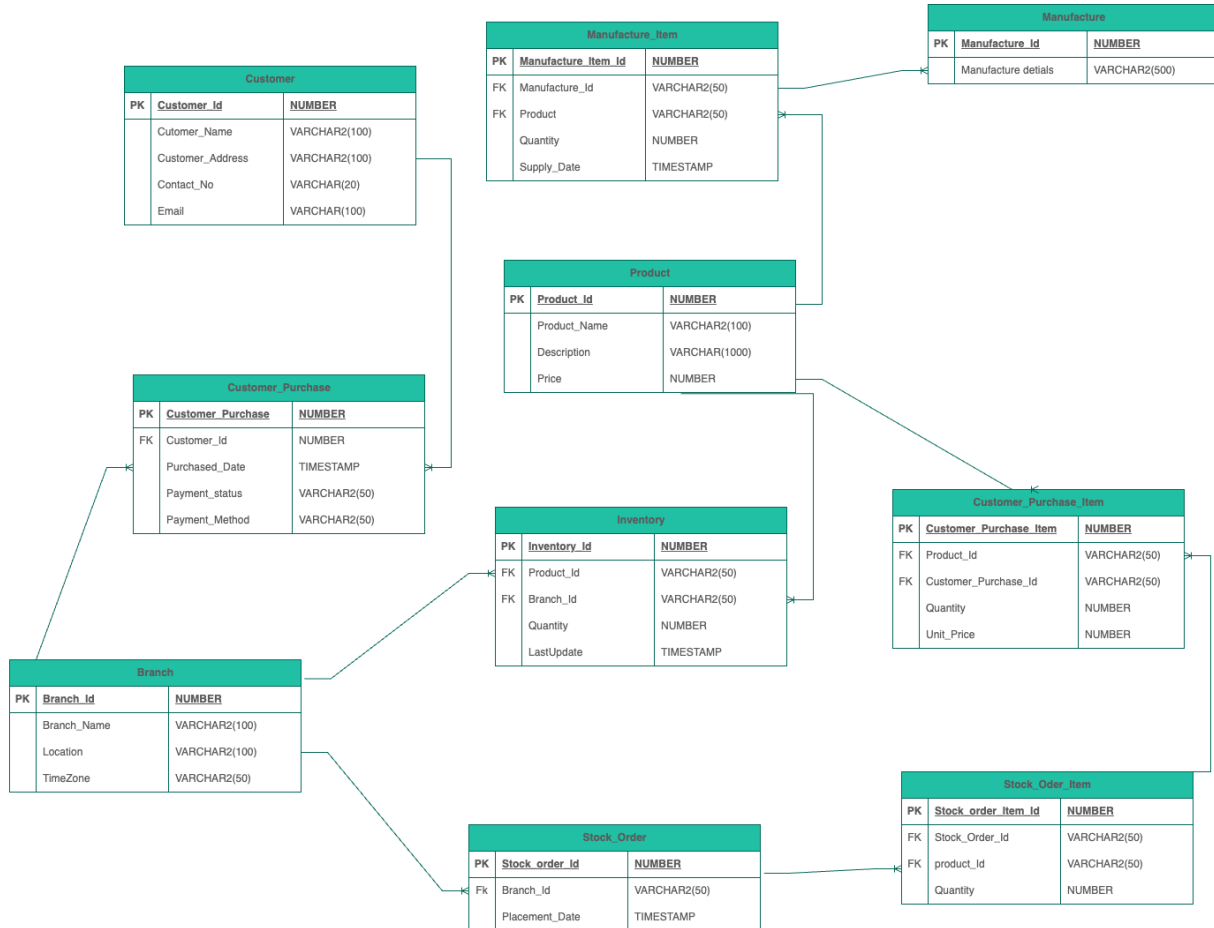 Manufacture
PK Manufacture_Id NUMBER
Manufacture detials VARCHAR2(500)
Manufacture_Item
PK Manufacture_Item_Id NUMBER
FK Manufacture_Id VARCHAR2(50)
FK Product VARCHAR2(50)
Quantity NUMBER
Supply_Date TIMESTAMP
Customer
PK Customer_Id NUMBER
Cutomer_Name VARCHAR2(100)
Customer_Address VARCHAR2(100)
Contact_No VARCHAR(20)
Email VARCHAR(100)
Product
PK Product_Id NUMBER
Product_Name VARCHAR2(100)
Description VARCHAR(1000)
Price NUMBER
Customer_Purchase
PK Customer_Purchase NUMBER
FK Customer_Id NUMBER
Purchased_Date TIMESTAMP
Payment_status VARCHAR2(50)
Payment_Method VARCHAR2(50)
Customer_Purchase_Item
PK Customer_Purchase_Item NUMBER
FK Product_Id VARCHAR2(50)
FK Customer_Purchase_Id VARCHAR2(50)
Quantity NUMBER
Unit_Price NUMBER
Inventory
PK Inventory_Id NUMBER
FK Product_Id VARCHAR2(50)
FK Branch_Id VARCHAR2(50)
Quantity NUMBER
LastUpdate TIMESTAMP
Branch
PK Branch_Id NUMBER
Branch_Name VARCHAR2(100)
Location VARCHAR2(100)
TimeZone VARCHAR2(50)
Stock_Oder_Item
PK Stock_order_Item_Id NUMBER
FK Stock_Order_Id VARCHAR2(50)
FK product_Id VARCHAR2(50)
Quantity NUMBER
Stock_Order
PK Stock_order_Id NUMBER
Fk Branch_Id VARCHAR2(50)
Placement_Date TIMESTAMP